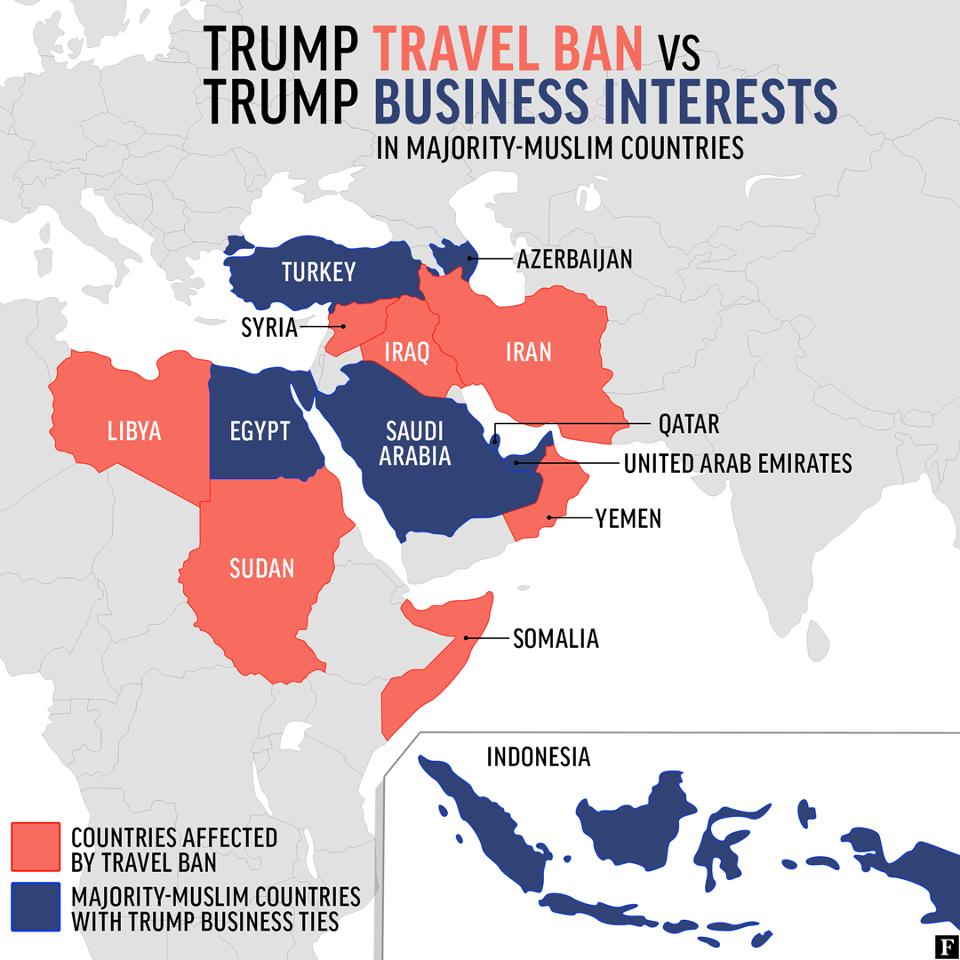 TRUMP TRAVEL BAN VS
TRUMP BUSINESS INTERESTS
IN MAJORITY-MUSLIM COUNTRIES
AZERBAIJAN
TURKEY
SYRIA
IRAQ
IRAN
LIBYA
EGYPT
SAUDI
ARABIA
QATAR
UNITED ARAB EMIRATES
YEMEN
SUDAN
SOMALIA
INDONESIA
COUNTRIES AFFECTED
BY TRAVEL BAN
MAJORITY-MUSLIM COUNTRIES
WITH TRUMP BUSINESS TIES
F